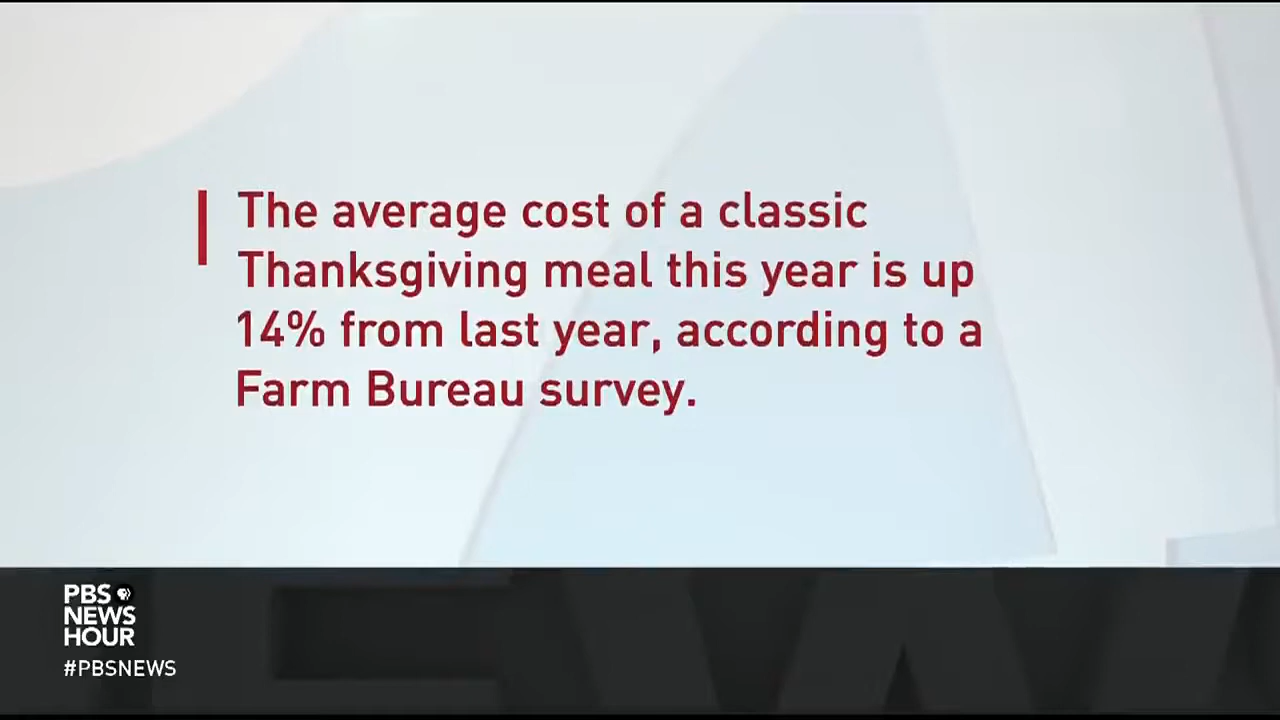 The average cost of a classic
Thanksgiving meal this year is up
14% from last year, according to a
Farm Bureau survey.
PBS
NEWS
HOUR
#PBSNEWS